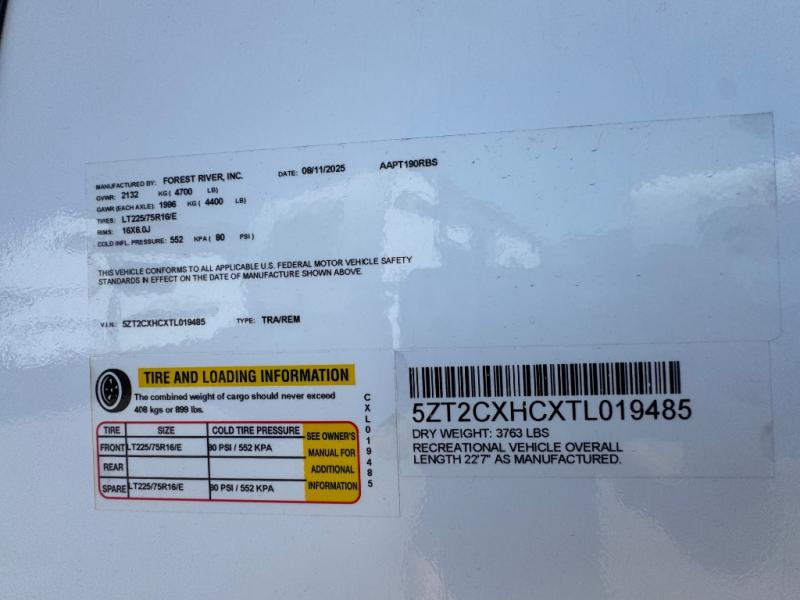 MANUFACTURED BY: FOREST RIVER, INC. DATE: 08/11/2025 AAPT190RBS
GVWR: 2132 KG ( 4700 LB)
GAWR (EACH AXLE): 1996 KG ( 4400 LB)
TIRES: LT225/75R16/E
RIMS: 16X6.0J
COLD INFL. PRESSURE: 552 KPA ( 80 PSI )
THIS VEHICLE CONFORMS TO ALL APPLICABLE U.S. FEDERAL MOTOR VEHICLE SAFETY
STANDARDS IN EFFECT ON THE DATE OF MANUFACTURE SHOWN ABOVE.
V.I.N.: 5ZT2CXHCXTL019485 TYPE: TRA/REM
TIRE AND LOADING INFORMATION
The combined weight of cargo should never exceed
408 kgs or 899 lbs.
TIRE SIZE COLD TIRE PRESSURE
FRONT LT225/75R16/E 80 PSI / 552 KPA
REAR
SPARE LT225/75R16/E 80 PSI / 552 KPA
SEE OWNER'S
MANUAL FOR
ADDITIONAL
INFORMATION
CXL019485
5ZT2CXHCXTL019485
DRY WEIGHT: 3763 LBS
RECREATIONAL VEHICLE OVERALL
LENGTH 22'7" AS MANUFACTURED.